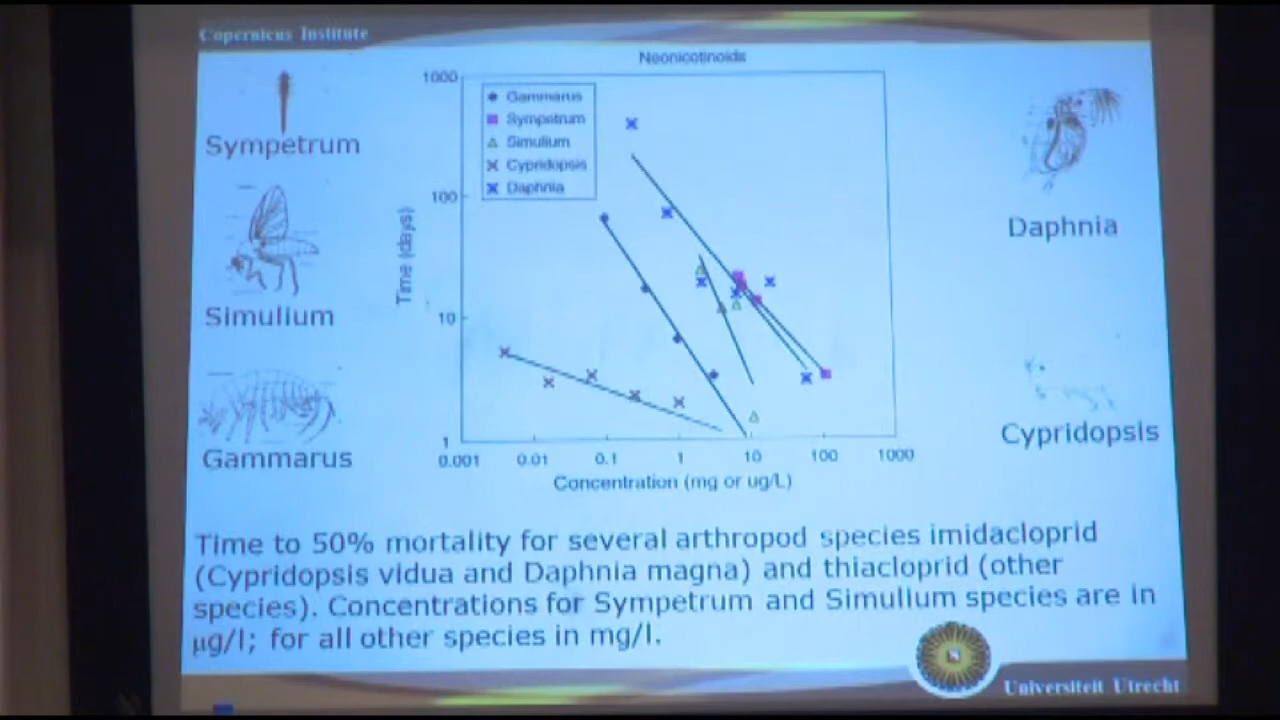 Copernicus Institute
Neonicotinoids
Sympetrum
Simulium
Gammarus
1000
100
10
1
Time (days)
Gammarus
Sympetrum
Simulium
Cypridopsis
Daphnia
0.001 0.01 0.1 1 10 100 1000
Concentration (mg or ug/L)
Daphnia
Cypridopsis
Time to 50% mortality for several arthropod species imidacloprid
(Cypridopsis vidua and Daphnia magna) and thiacloprid (other
species). Concentrations for Sympetrum and Simulium species are in
µg/l; for all other species in mg/l.
Universiteit Utrecht